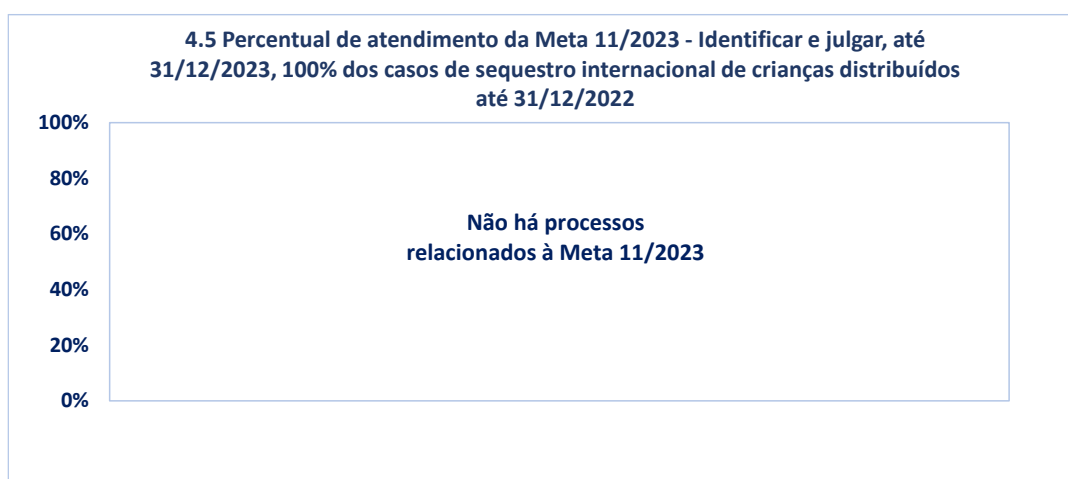 4.5 Percentual de atendimento da Meta 11/2023 - Identificar e julgar, até
31/12/2023, 100% dos casos de sequestro internacional de crianças distribuídos
até 31/12/2022
100%
80%
Não há processos
60%
relacionados à Meta 11/2023
40%
20%
0%